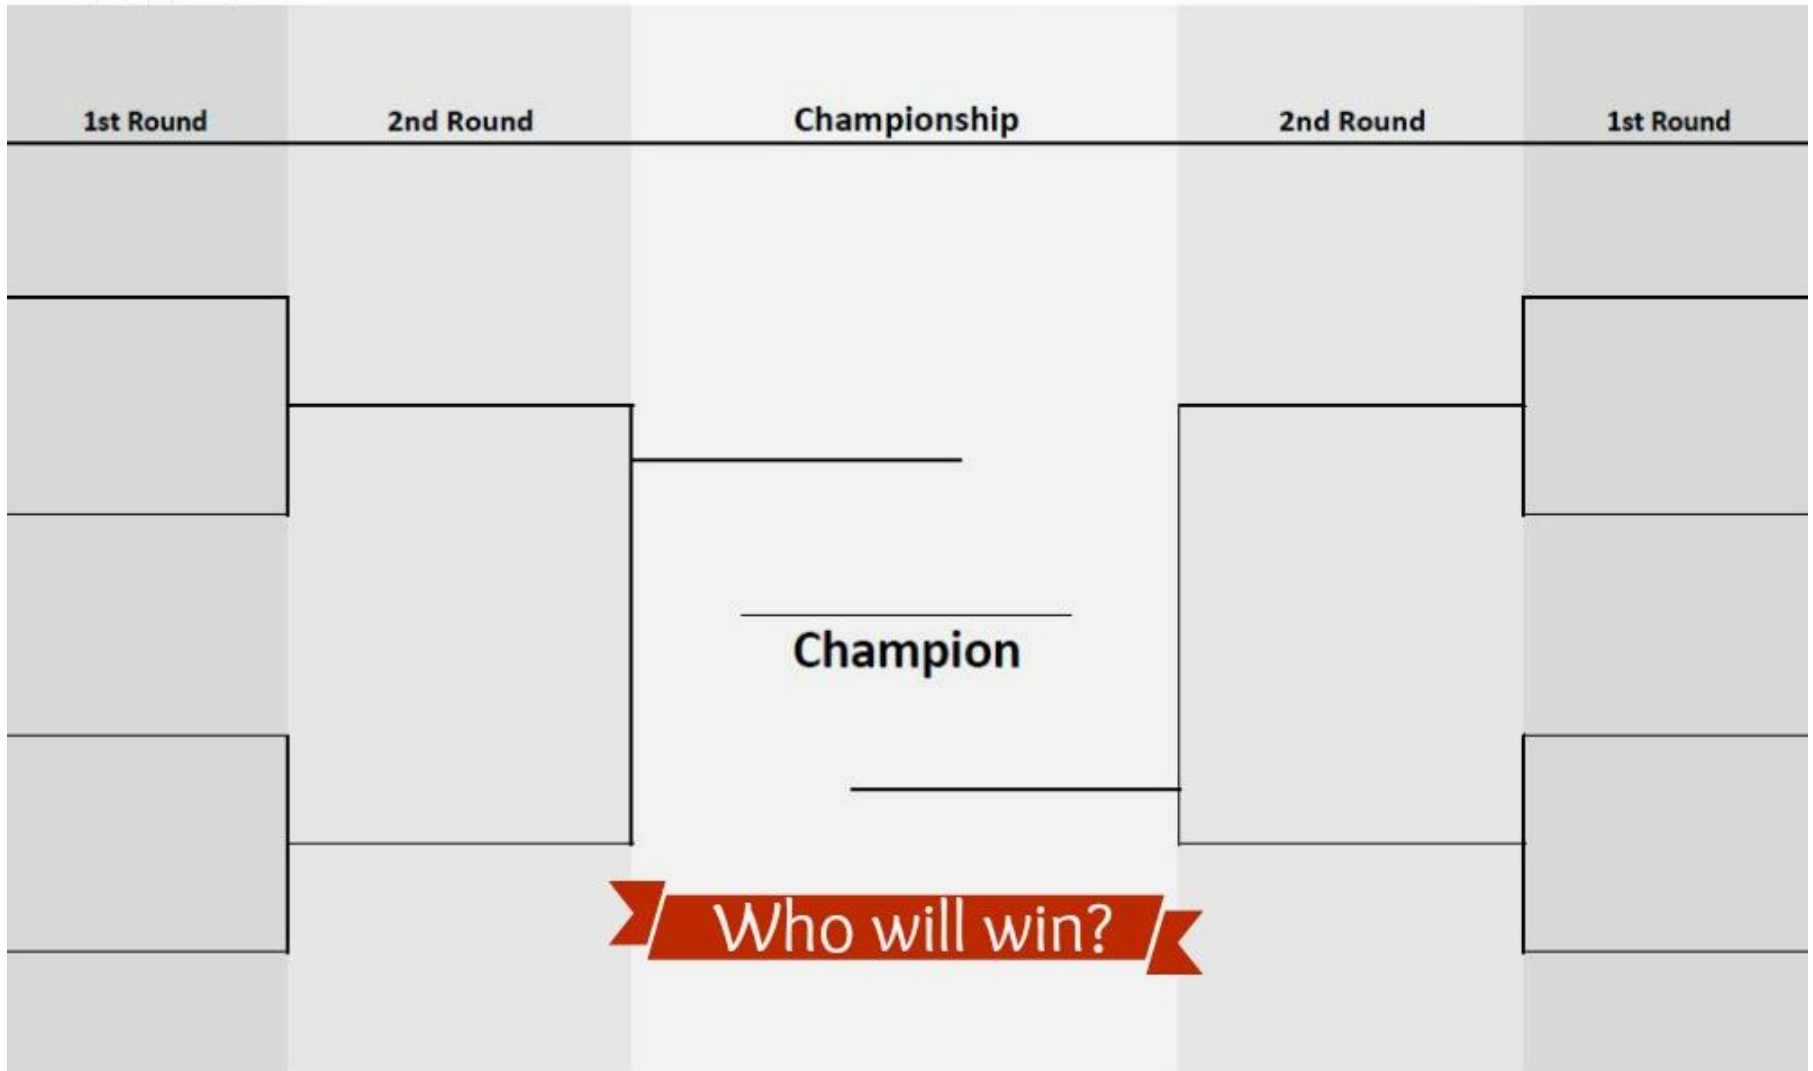 1st Round 2nd Round Championship 2nd Round 1st Round
Champion
Who will win?